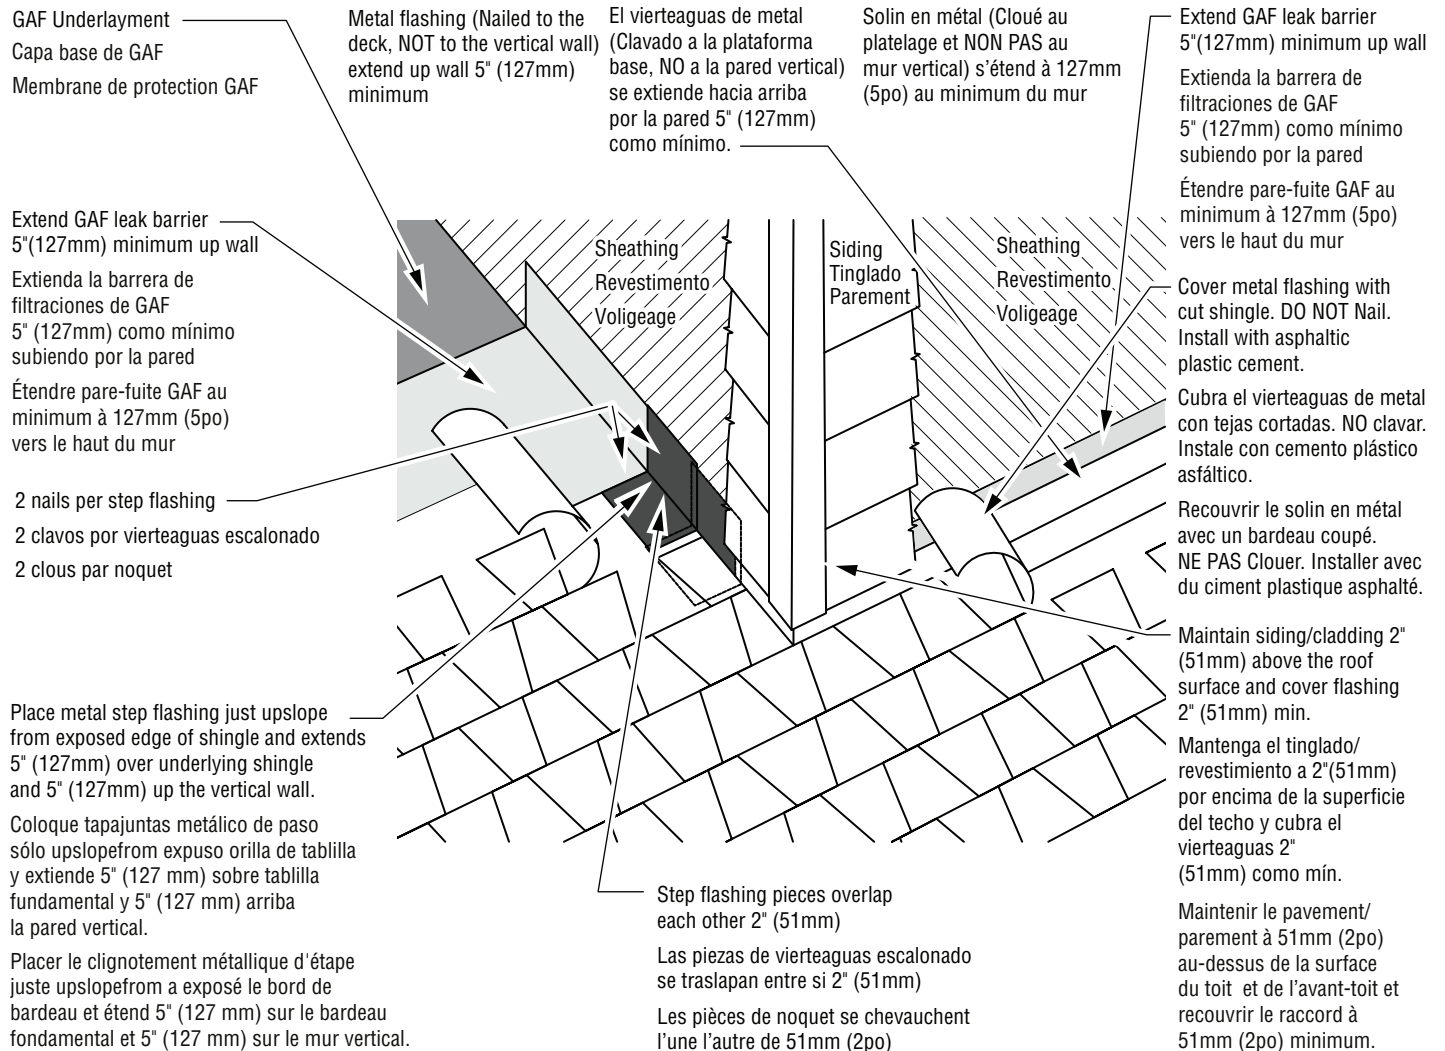 GAF Underlayment
Capa base de GAF
Membrane de protection GAF
Metal flashing (Nailed to the
deck, NOT to the vertical wall)
extend up wall 5" (127mm)
minimum
El vierteaguas de metal
(Clavado a la plataforma
base, NO a la pared vertical)
se extiende hacia arriba
por la pared 5" (127mm)
como mínimo.
Solin en métal (Cloué au
platelage et NON PAS au
mur vertical) s'étend à 127mm
(5po) au minimum du mur
Extend GAF leak barrier
5"(127mm) minimum up wall
Extienda la barrera de
filtraciones de GAF
5" (127mm) como mínimo
subiendo por la pared
Étendre pare-fuite GAF au
minimum à 127mm (5po)
vers le haut du mur
Extend GAF leak barrier
5"(127mm) minimum up wall
Extienda la barrera de
filtraciones de GAF
5" (127mm) como mínimo
subiendo por la pared
Étendre pare-fuite GAF au
minimum à 127mm (5po)
vers le haut du mur
Sheathing
Revestimento
Voligeage
Siding
Tinglado
Parement
Sheathing
Revestimento
Voligeage
Cover metal flashing with
cut shingle. DO NOT Nail.
Install with asphaltic
plastic cement.
Cubra el vierteaguas de metal
con tejas cortadas. NO clavar.
Instale con cemento plástico
asfáltico.
Recouvrir le solin en métal
avec un bardeau coupé.
NE PAS Clouer. Installer avec
du ciment plastique asphalté.
2 nails per step flashing
2 clavos por vierteaguas escalonado
2 clous par noquet
Maintain siding/cladding 2"
(51mm) above the roof
surface and cover flashing
2" (51mm) min.
Mantenga el tinglado/
revestimiento a 2"(51mm)
por encima de la superficie
del techo y cubra el
vierteaguas 2"
(51mm) como mín.
Maintenir le pavement/
parement à 51mm (2po)
au-dessus de la surface
du toit et de l'avant-toit et
recouvrir le raccord à
51mm (2po) minimum.
Place metal step flashing just upslope
from exposed edge of shingle and extends
5" (127mm) over underlying shingle
and 5" (127mm) up the vertical wall.
Coloque tapajuntas metálico de paso
sólo upslopefrom expuso orilla de tablilla
y extiende 5" (127 mm) sobre tablilla
fundamental y 5" (127 mm) arriba
la pared vertical.
Placer le clignotement métallique d'étape
juste upslopefrom a exposé le bord de
bardeau et étend 5" (127 mm) sur le bardeau
fondamental et 5" (127 mm) sur le mur vertical.
Step flashing pieces overlap
each other 2" (51mm)
Las piezas de vierteaguas escalonado
se traslapan entre si 2" (51mm)
Les pièces de noquet se chevauchent
l'une l'autre de 51mm (2po)